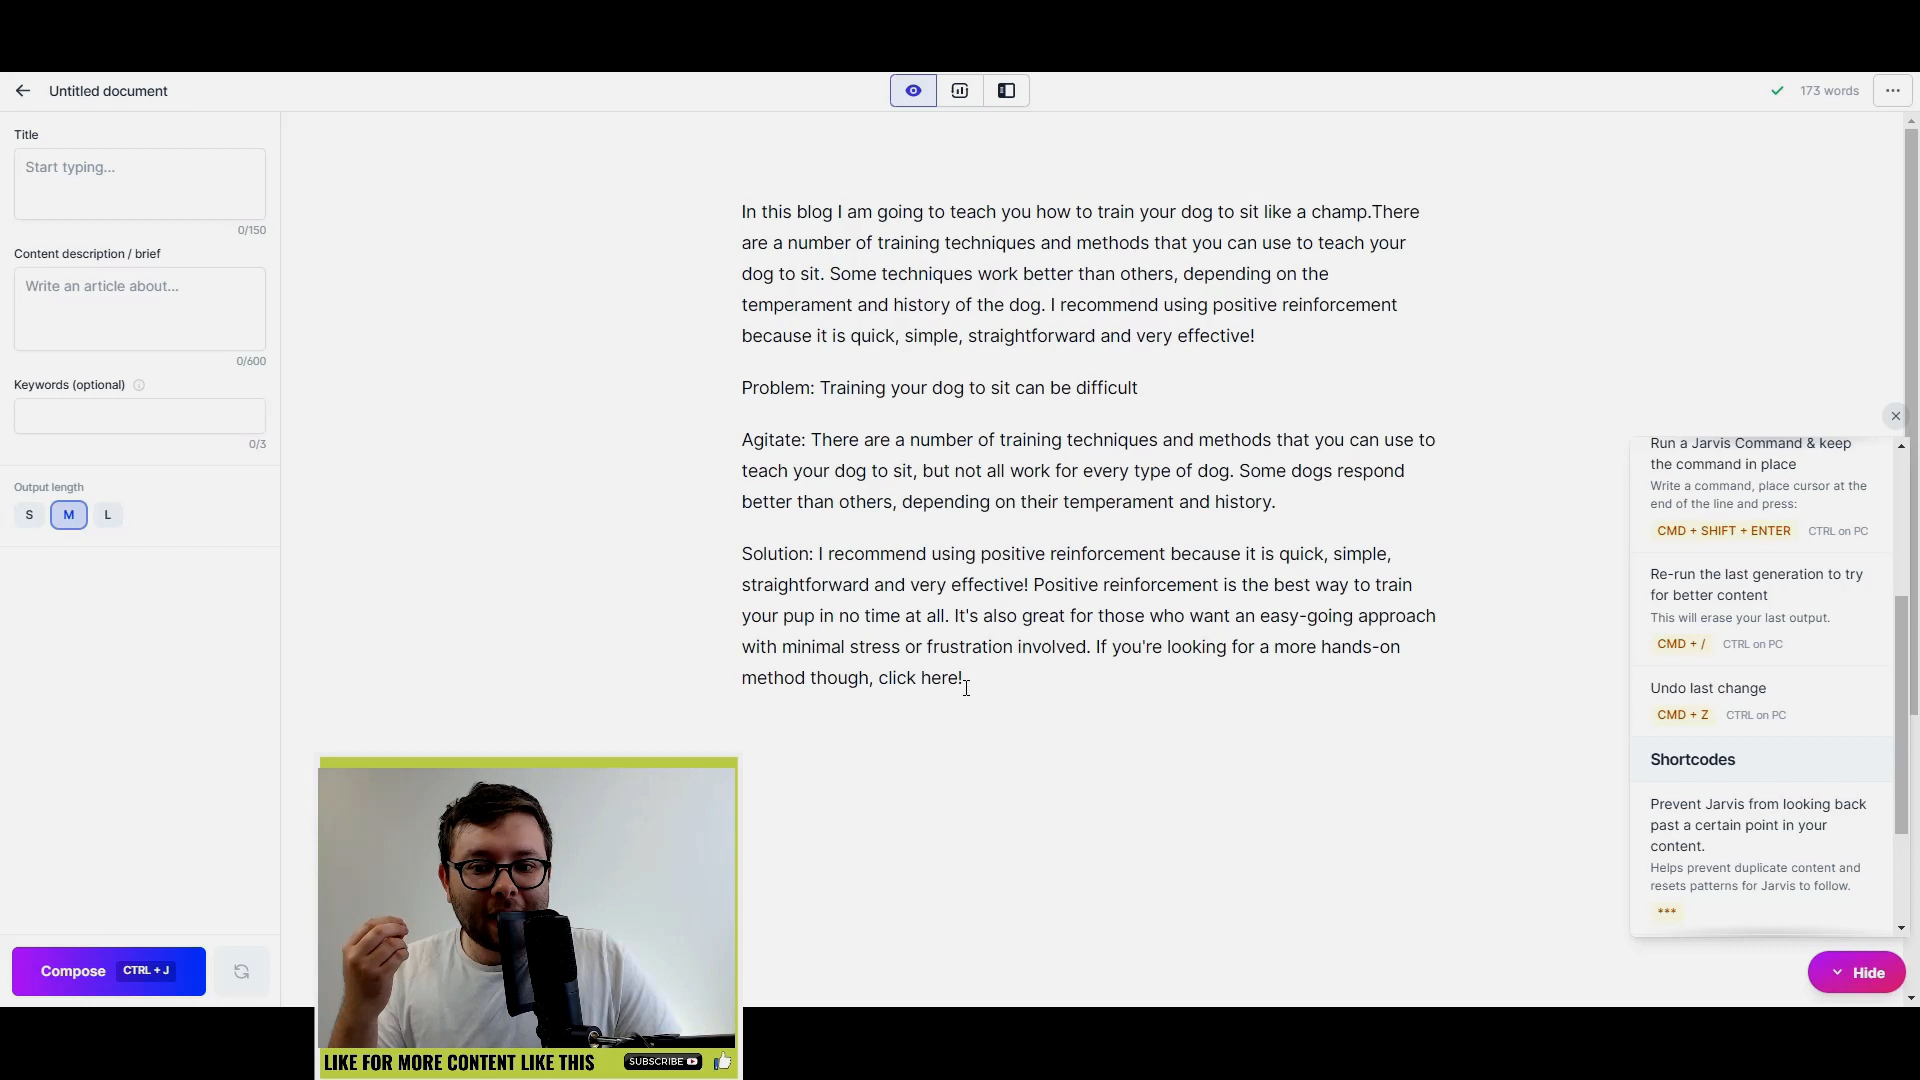 Untitled document
173 words
Title
Start typing...
0/150
Content description / brief
Write an article about...
0/600
Keywords (optional)
0/3
Output length
S M L
Compose CTRL + J
In this blog I am going to teach you how to train your dog to sit like a champ.There
are a number of training techniques and methods that you can use to teach your
dog to sit. Some techniques work better than others, depending on the
temperament and history of the dog. I recommend using positive reinforcement
because it is quick, simple, straightforward and very effective!
Problem: Training your dog to sit can be difficult
Agitate: There are a number of training techniques and methods that you can use to
teach your dog to sit, but not all work for every type of dog. Some dogs respond
better than others, depending on their temperament and history.
Solution: I recommend using positive reinforcement because it is quick, simple,
straightforward and very effective! Positive reinforcement is the best way to train
your pup in no time at all. It's also great for those who want an easy-going approach
with minimal stress or frustration involved. If you're looking for a more hands-on
method though, click here!
Run a Jarvis Command & keep
the command in place
Write a command, place cursor at the
end of the line and press:
CMD + SHIFT + ENTER CTRL on PC
Re-run the last generation to try
for better content
This will erase your last output.
CMD + / CTRL on PC
Undo last change
CMD + Z CTRL on PC
Shortcodes
Prevent Jarvis from looking back
past a certain point in your
content.
Helps prevent duplicate content and
resets patterns for Jarvis to follow.
***
Hide
LIKE FOR MORE CONTENT LIKE THIS SUBSCRIBE